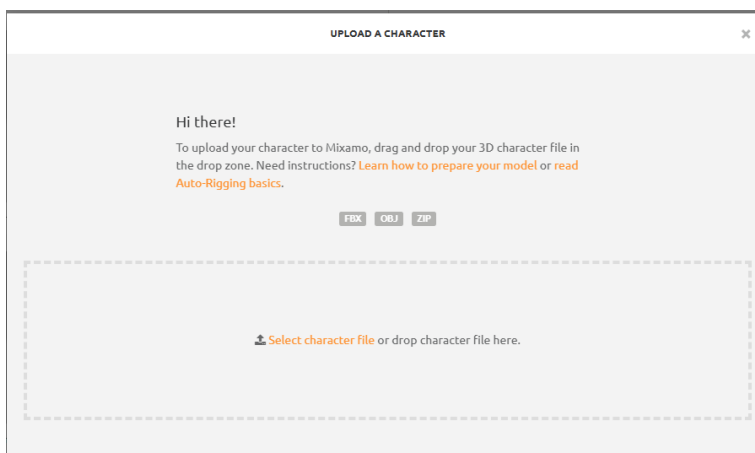 UPLOAD A CHARACTER
Hi there!
To upload your character to Mixamo, drag and drop your 3D character file in
the drop zone. Need instructions? Learn how to prepare your model or read
Auto-Rigging basics.
FBX OBJ ZIP
Select character file or drop character file here.